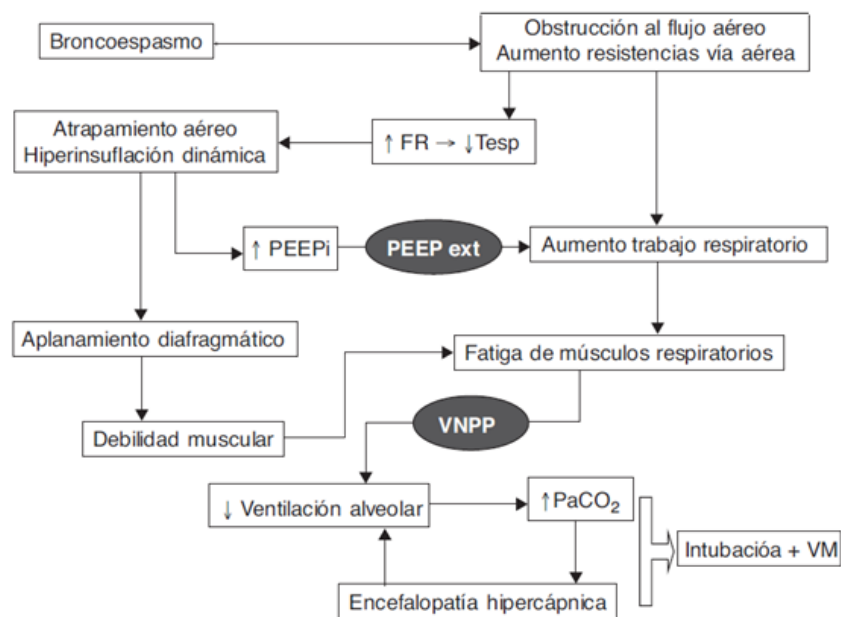 Broncoespasmo
Obstrucción al flujo aéreo
Aumento resistencias vía aérea
Atrapamiento aéreo
Hiperinsuflación dinámica
↑ FR → ↓Tesp
↑ PEEPi
PEEP ext
Aumento trabajo respiratorio
Aplanamiento diafragmático
Fatiga de músculos respiratorios
Debilidad muscular
VNPP
↓ Ventilación alveolar
↑PaCO₂
Intubacióa + VM
Encefalopatía hipercápnica